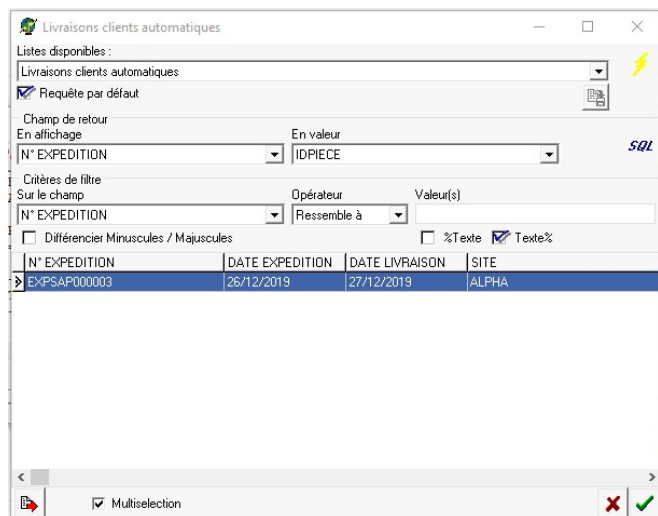 Livraisons clients automatiques
Listes disponibles :
Livraisons clients automatiques
Requête par défaut
Champ de retour
En affichage En valeur
N° EXPEDITION IDPIECE
SQL
Critères de filtre
Sur le champ Opérateur Valeur(s)
N° EXPEDITION Ressemble à
Différencier Minuscules / Majuscules %Texte Texte%
N° EXPEDITION DATE EXPEDITION DATE LIVRAISON SITE
EXPSAP000003 26/12/2019 27/12/2019 ALPHA
Multiselection